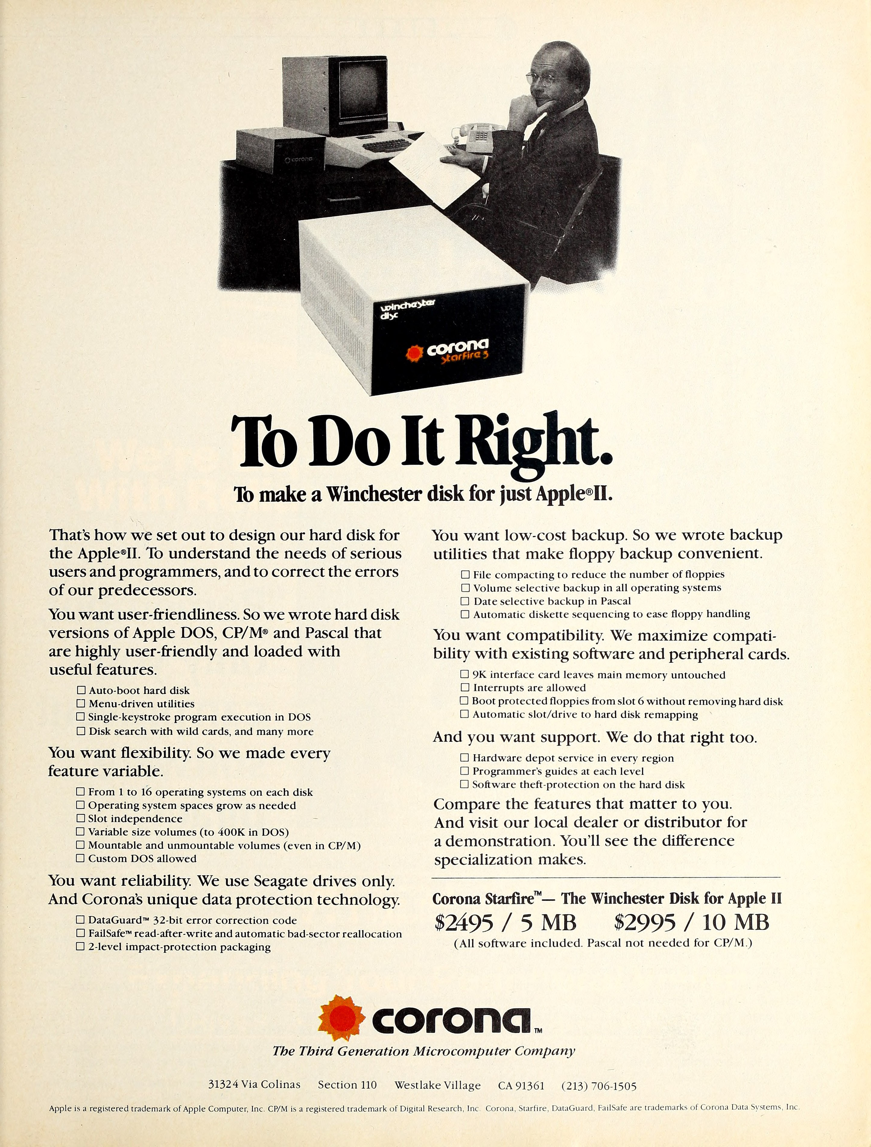 corona
winchester
disc
corona
starfire 5
To Do It Right.
To make a Winchester disk for just Apple®II.
That's how we set out to design our hard disk for
the Apple®II. To understand the needs of serious
users and programmers, and to correct the errors
of our predecessors.
You want user-friendliness. So we wrote hard disk
versions of Apple DOS, CP/M® and Pascal that
are highly user-friendly and loaded with
useful features.
☐ Auto-boot hard disk
☐ Menu-driven utilities
☐ Single-keystroke program execution in DOS
☐ Disk search with wild cards, and many more
You want flexibility. So we made every
feature variable.
☐ From 1 to 16 operating systems on each disk
☐ Operating system spaces grow as needed
☐ Slot independence
☐ Variable size volumes (to 400K in DOS)
☐ Mountable and unmountable volumes (even in CP/M)
☐ Custom DOS allowed
You want reliability. We use Seagate drives only.
And Corona's unique data protection technology.
☐ DataGuard™ 32-bit error correction code
☐ FailSafe™ read-after-write and automatic bad-sector reallocation
☐ 2-level impact-protection packaging
You want low-cost backup. So we wrote backup
utilities that make floppy backup convenient.
☐ File compacting to reduce the number of floppies
☐ Volume selective backup in all operating systems
☐ Date selective backup in Pascal
☐ Automatic diskette sequencing to ease floppy handling
You want compatibility. We maximize compati-
bility with existing software and peripheral cards.
☐ 9K interface card leaves main memory untouched
☐ Interrupts are allowed
☐ Boot protected floppies from slot 6 without removing hard disk
☐ Automatic slot/drive to hard disk remapping
And you want support. We do that right too.
☐ Hardware depot service in every region
☐ Programmer's guides at each level
☐ Software theft-protection on the hard disk
Compare the features that matter to you.
And visit our local dealer or distributor for
a demonstration. You'll see the difference
specialization makes.
Corona Starfire™— The Winchester Disk for Apple II
$2495 / 5 MB $2995 / 10 MB
(All software included. Pascal not needed for CP/M.)
corona™
The Third Generation Microcomputer Company
31324 Via Colinas Section 110 Westlake Village CA 91361 (213) 706-1505
Apple is a registered trademark of Apple Computer, Inc. CP/M is a registered trademark of Digital Research, Inc. Corona, Starfire, DataGuard, FailSafe are trademarks of Corona Data Systems, Inc.